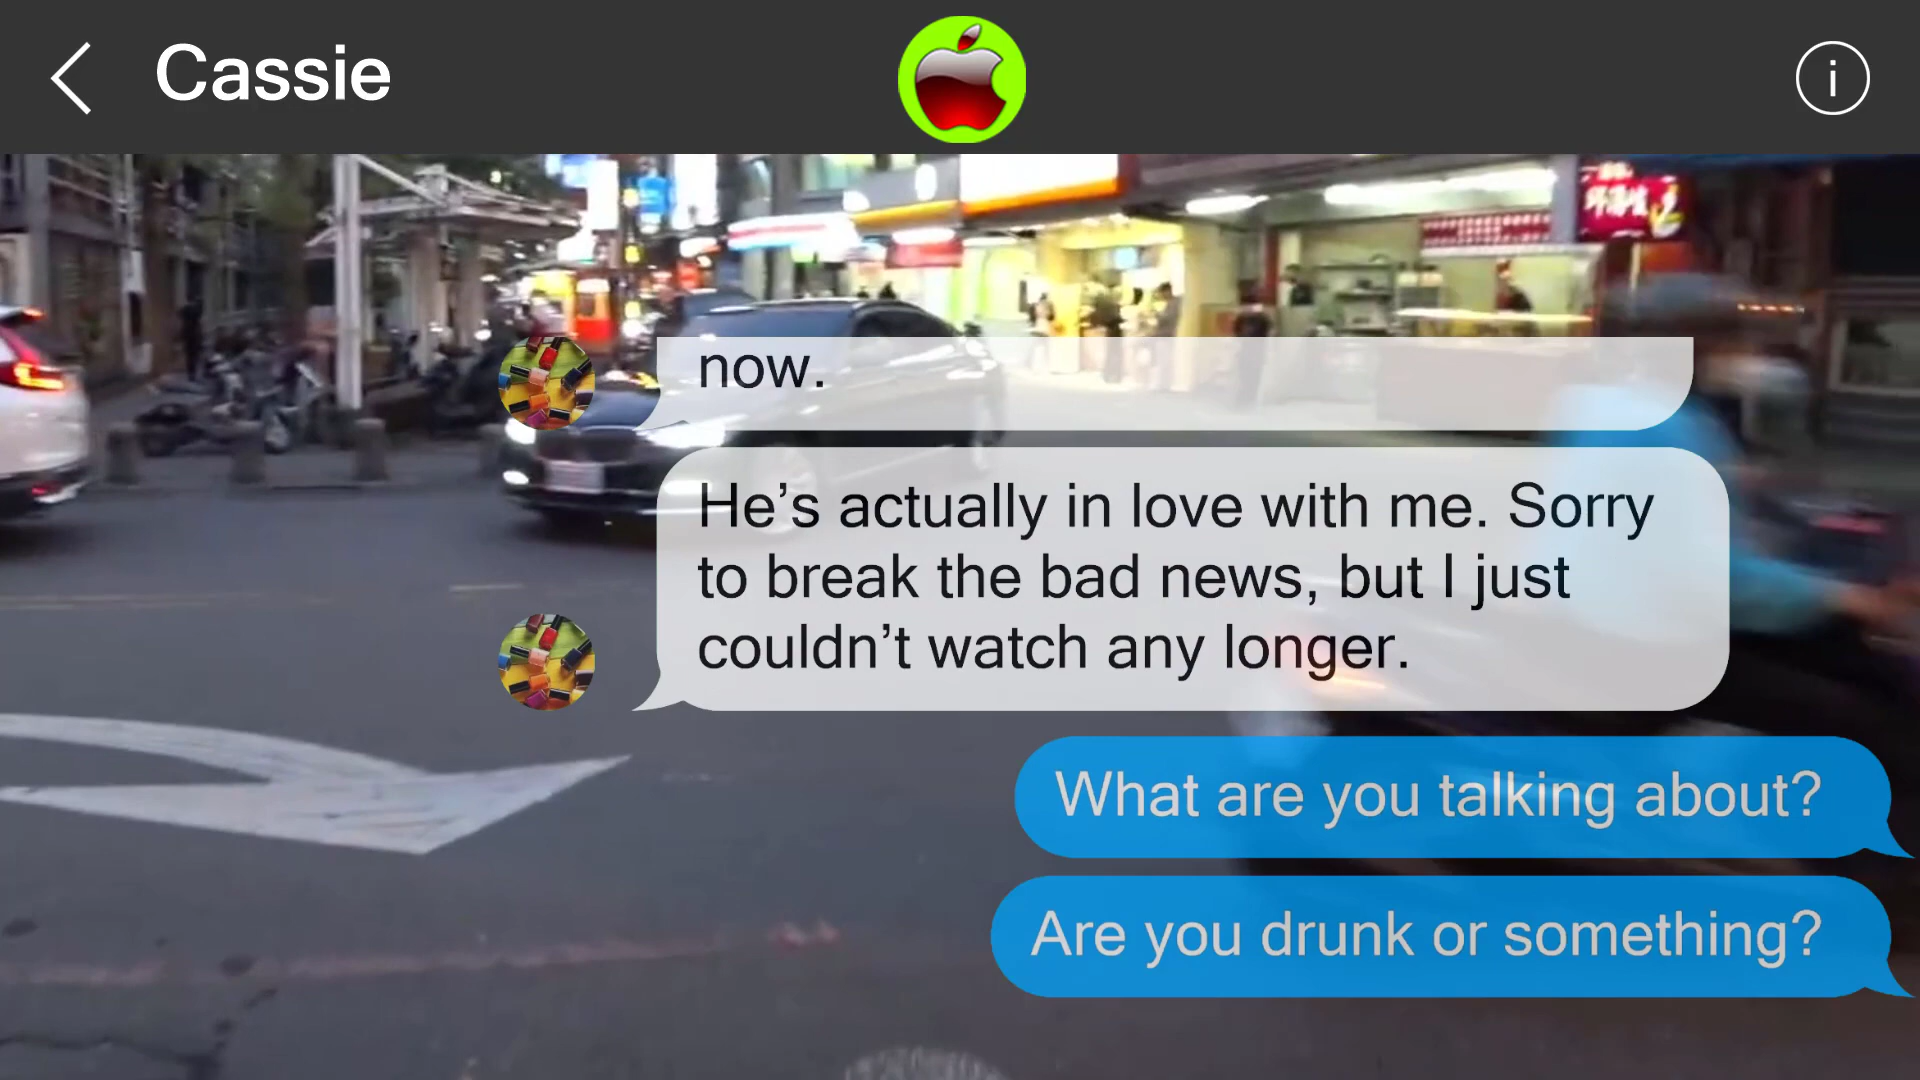 Cassie
i
now.
He’s actually in love with me. Sorry
to break the bad news, but I just
couldn’t watch any longer.
What are you talking about?
Are you drunk or something?